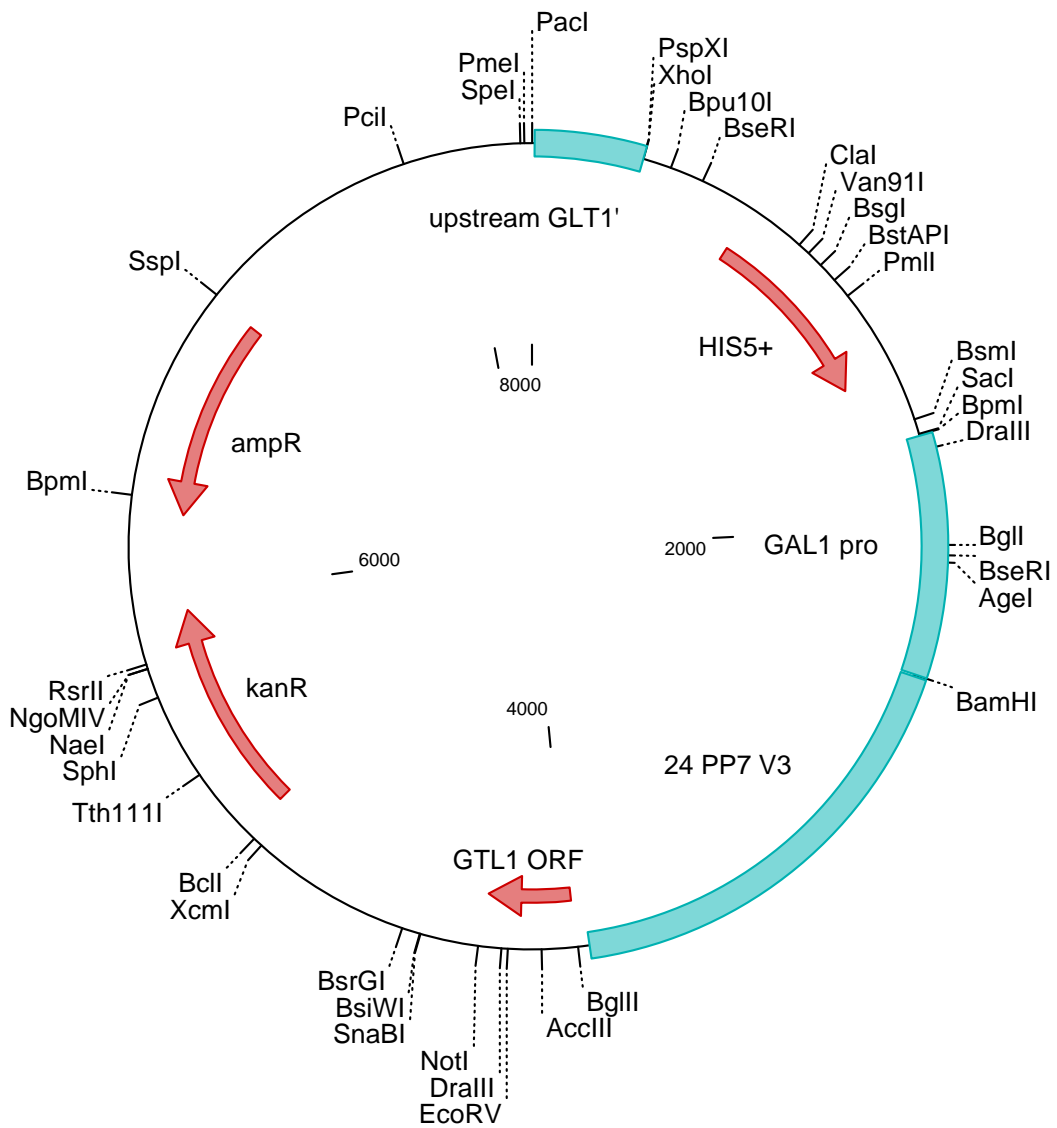 PacI
PmeI
SpeI
PspXI
XhoI
Bpu10I
BseRI
PciI
ClaI
Van91I
BsgI
BstAPI
PmlI
upstream GLT1'
SspI
HIS5+
8000
BsmI
SacI
BpmI
DraIII
ampR
BpmI
GAL1 pro
2000
6000
BglI
BseRI
AgeI
RsrII
NgoMIV
NaeI
SphI
kanR
BamHI
4000
24 PP7 V3
Tth111I
GTL1 ORF
BclI
XcmI
BsrGI
BsiWI
SnaBI
BglII
AccIII
NotI
DraIII
EcoRV